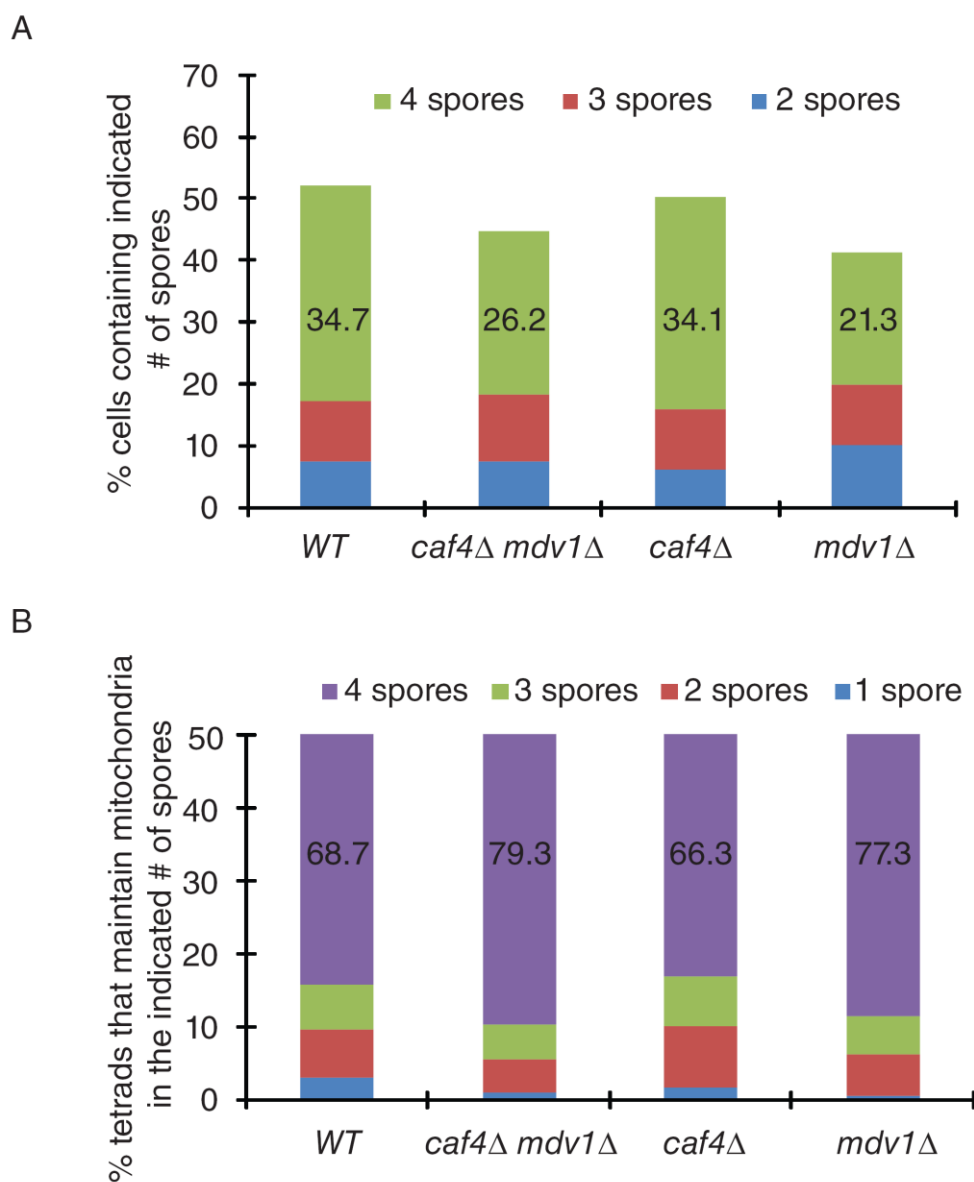 A
% cells containing indicated
# of spores
70
60
50
40
30
20
10
0
4 spores
3 spores
2 spores
34.7
26.2
34.1
21.3
WT
caf4Δ mdv1Δ
caf4Δ
mdv1Δ
B
% tetrads that maintain mitochondria
in the indicated # of spores
4 spores
3 spores
2 spores
1 spore
50
40
30
20
10
0
68.7
79.3
66.3
77.3
WT
caf4Δ mdv1Δ
caf4Δ
mdv1Δ